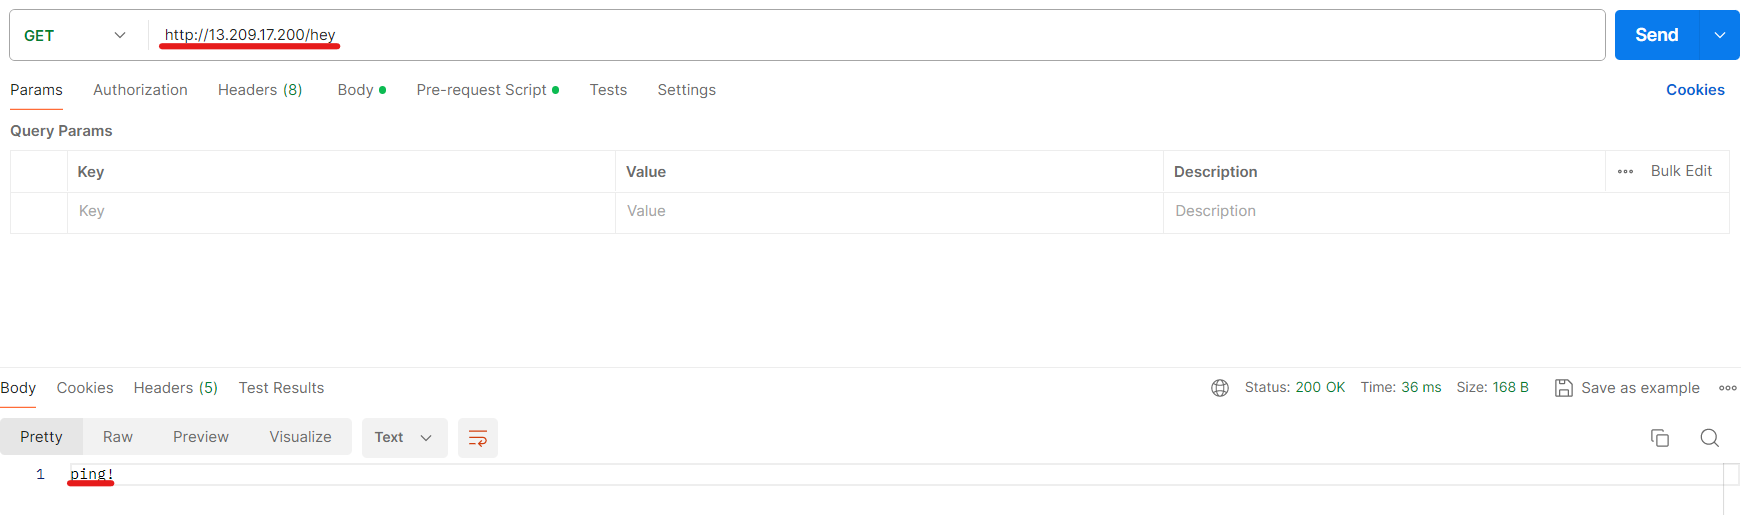 GET http://13.209.17.200/hey Send
Params Authorization Headers (8) Body Pre-request Script Tests Settings Cookies
Query Params
Key Value Description Bulk Edit
Key Value Description
Body Cookies Headers (5) Test Results Status: 200 OK Time: 36 ms Size: 168 B Save as example
Pretty Raw Preview Visualize Text
1 ping!